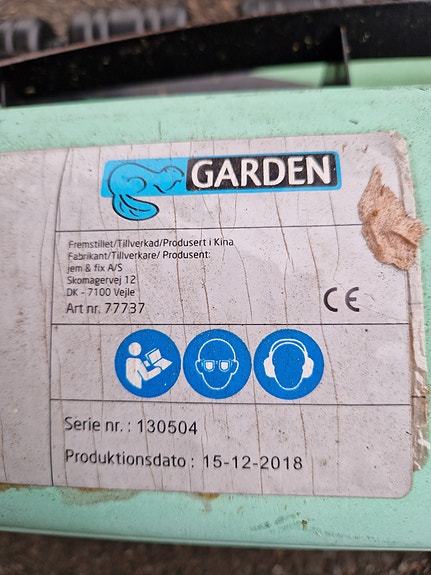 GARDEN
Fremstillet/Tillverkad/Produsert i Kina
Fabrikant/Tillverkare/ Produsent:
jem & fix A/S
Skomagervej 12
DK - 7100 Vejle
Art nr. 77737
CE
Serie nr. : 130504
Produktionsdato : 15-12-2018